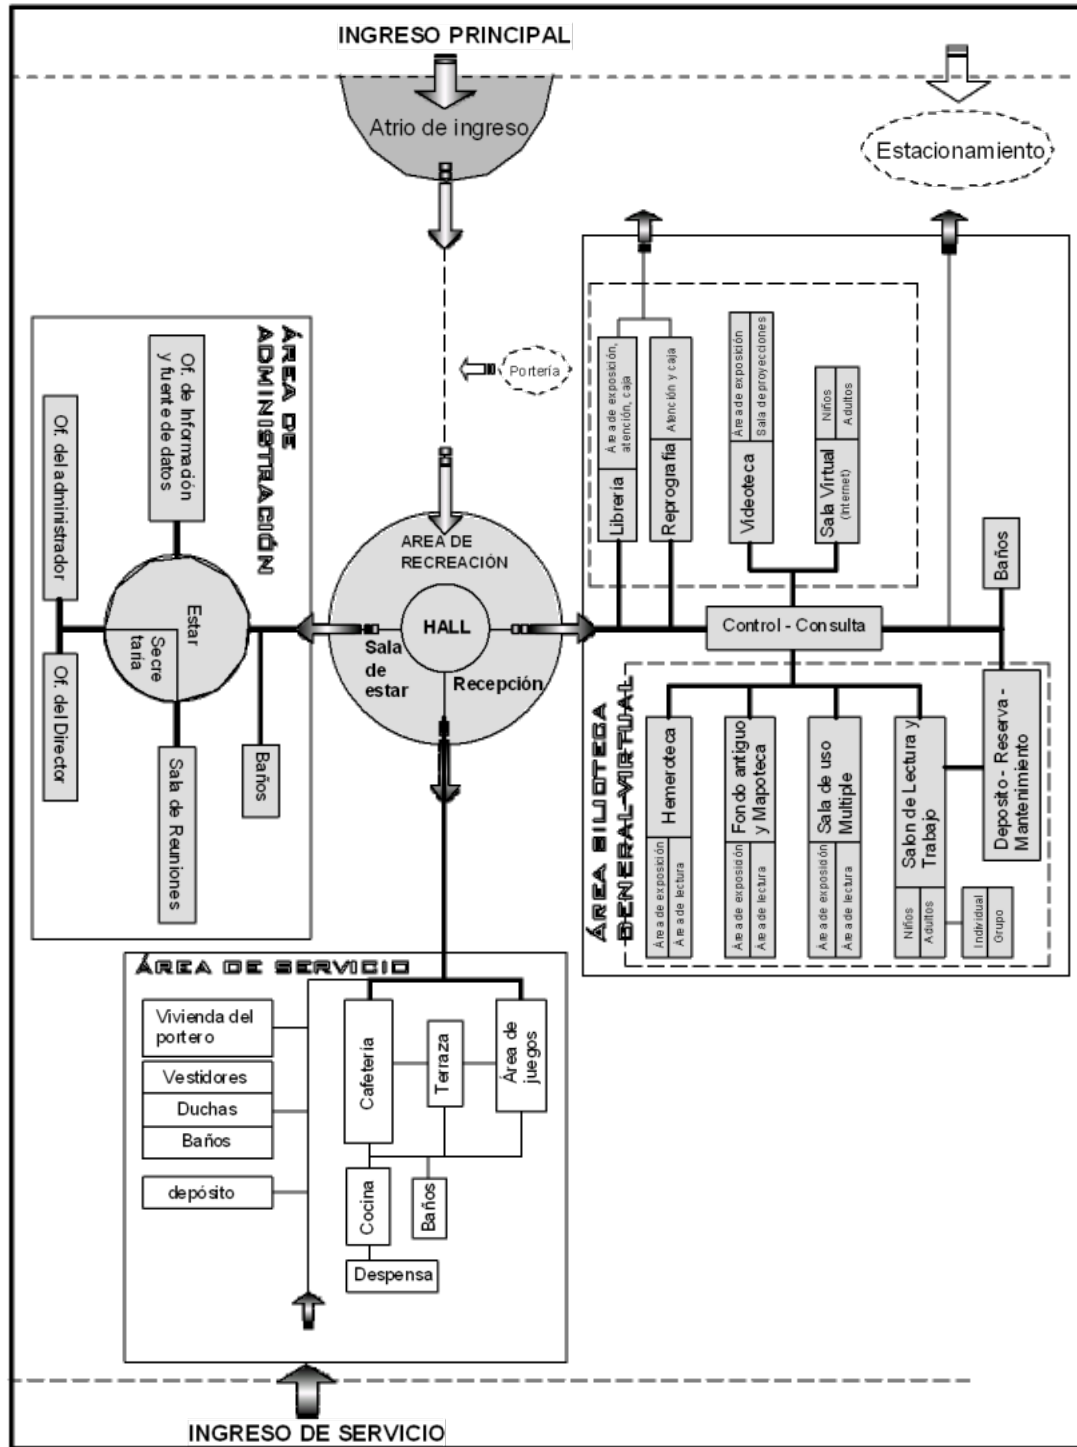 INGRESO PRINCIPAL
Atrio de ingreso
Estacionamiento
Portería
ÁREA DE
ADMINISTRACIÓN
Of. de Información
y fuente de datos
Of. del administrador
Estar
Secre
taría
Of. del Director
Sala de Reuniones
Baños
AREA DE
RECREACIÓN
HALL
Sala
de
estar
Recepción
Área de exposición,
atención, caja
Librería
Atención y caja
Reprografía
Área de exposición
Sala de proyecciones
Videoteca
Niños
Adultos
Sala Virtual
(Internet)
Baños
Control - Consulta
ÁREA BILIOTECA
GENERAL-VIRTUAL
Hemeroteca
Área de exposición
Área de lectura
Fondo antiguo
y Mapoteca
Área de exposición
Área de lectura
Sala de uso
Multiple
Área de exposición
Área de lectura
Salon de Lectura y
Trabajo
Niños
Adultos
Individual
Grupo
Deposito - Reserva -
Mantenimiento
ÁREA DE SERVICIO
Vivienda del
portero
Vestidores
Duchas
Baños
depósito
Cafetería
Terraza
Área de
juegos
Cocina
Baños
Despensa
INGRESO DE SERVICIO